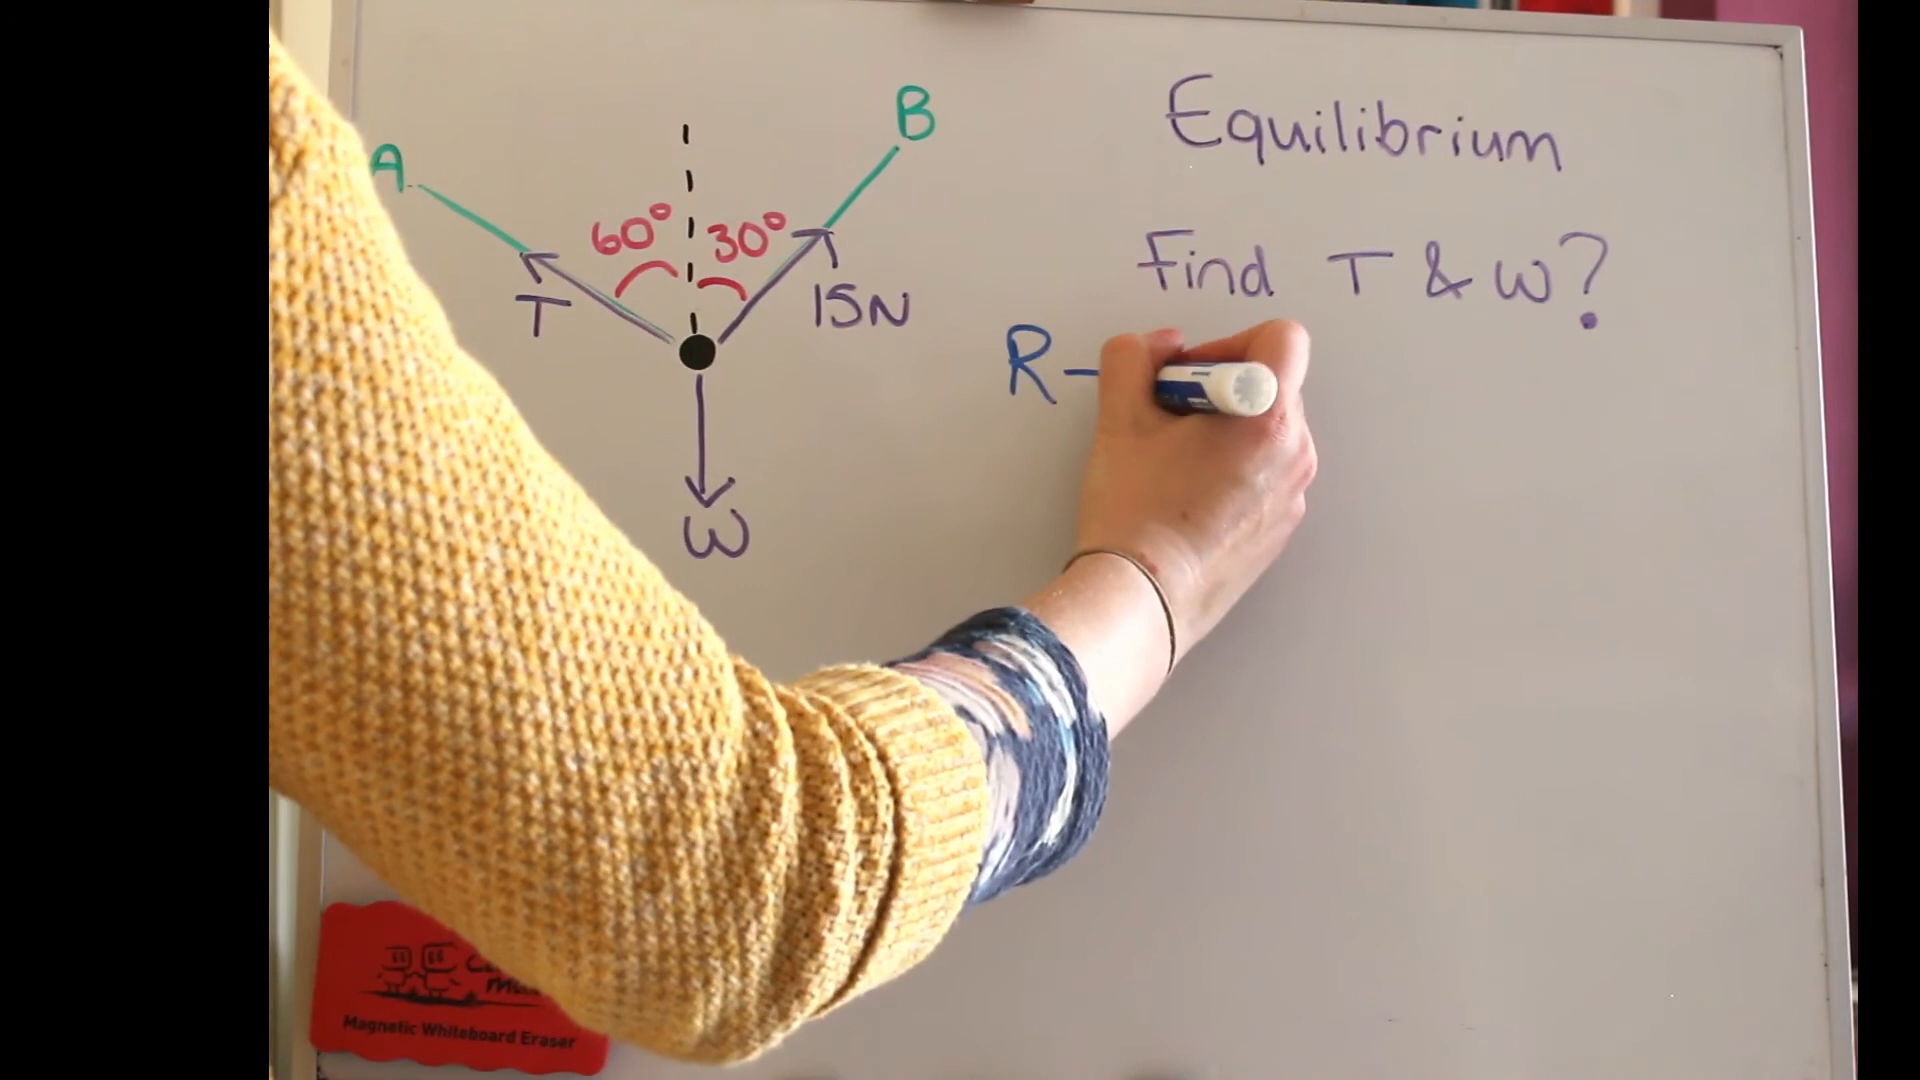 Equilibrium
Find T & W?
R
A
B
60° 30°
T
15N
W
Magnetic Whiteboard Eraser